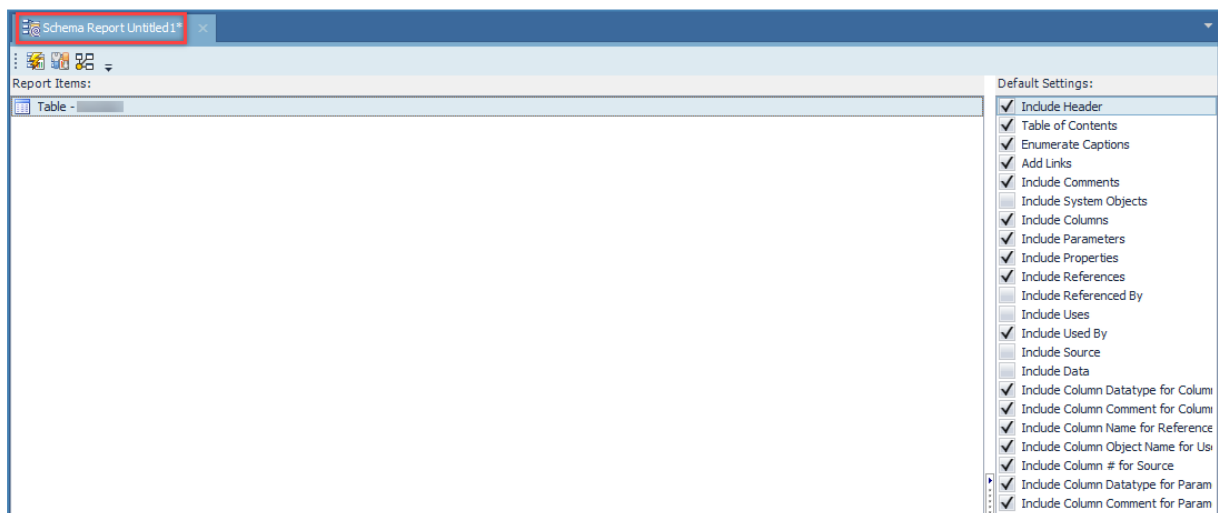 Schema Report Untitled1*
Report Items:
Default Settings:
Table -
Include Header
Table of Contents
Enumerate Captions
Add Links
Include Comments
Include System Objects
Include Columns
Include Parameters
Include Properties
Include References
Include Referenced By
Include Uses
Include Used By
Include Source
Include Data
Include Column Datatype for Colum
Include Column Comment for Colum
Include Column Name for Reference
Include Column Object Name for Us
Include Column # for Source
Include Column Datatype for Param
Include Column Comment for Param